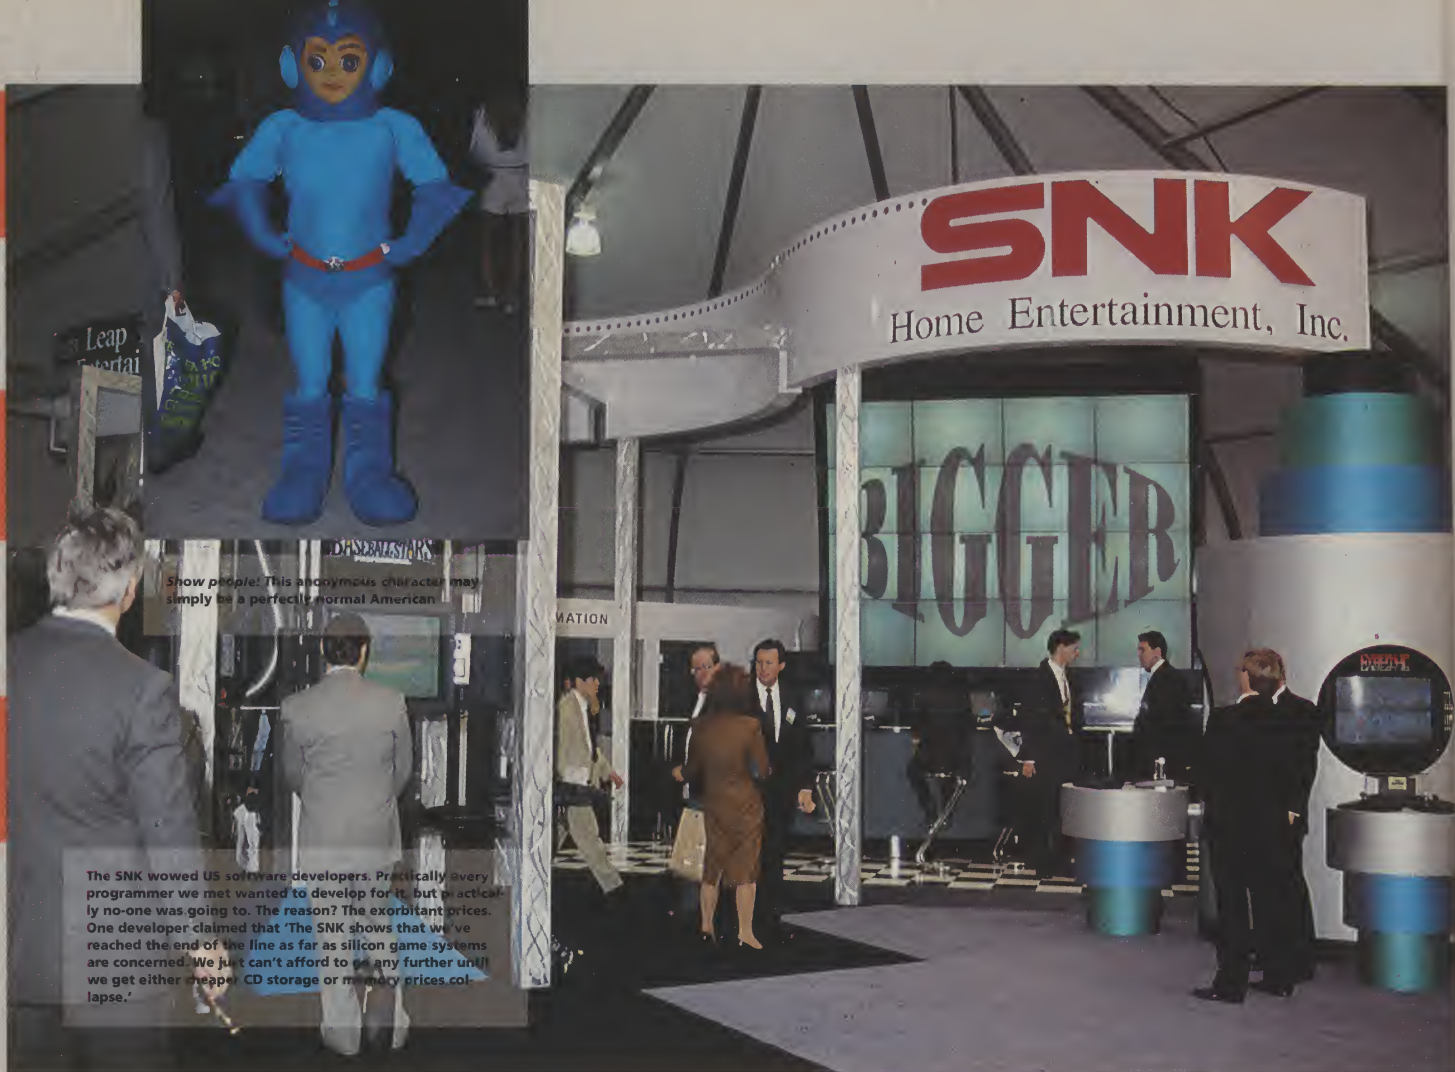 SNK
Home Entertainment, Inc.
Leap
BIGGER
BASEBALL STARS
Show people! This anonymous character may
simply be a perfectly normal American
MATION
The SNK wowed US software developers. Practically every
programmer we met wanted to develop for it, but practical-
ly no-one was going to. The reason? The exorbitant prices.
One developer claimed that 'The SNK shows that we've
reached the end of the line as far as silicon game systems
are concerned. We just can't afford to go any further until
we get either cheaper CD storage or memory prices col-
lapse.'